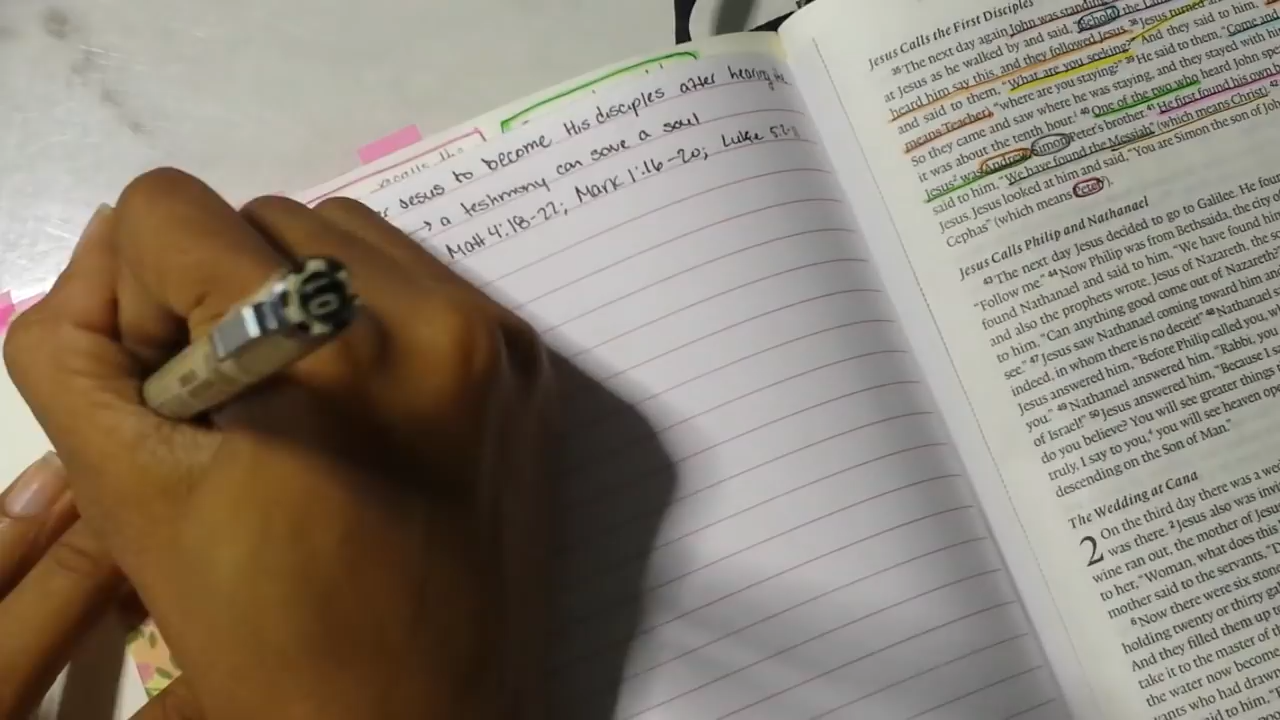 recalls the
Jesus to become His disciples after hearing the
→ a testimony can save a soul
Matt 4:18-22; Mark 1:16-20; Luke 5:2-11
10
Jesus Calls the First Disciples
35 The next day again John was standing
at Jesus as he walked by and said, "Behold, the
heard him say this, and they followed Jesus. 38 Jesus turned and
and said to them, "What are you seeking?" And they said to him,
means Teacher), "where are you staying?" 39 He said to them, "Come and
So they came and saw where he was staying, and they stayed with him
it was about the tenth hour. 40 One of the two who heard John
Jesus was Andrew, Simon Peter's brother. 41 He first found his own
said to him, "We have found the Messiah" (which means Christ). 42
Jesus. Jesus looked at him and said, "You are Simon the son of John
Cephas" (which means Peter).
Jesus Calls Philip and Nathanael
43 The next day Jesus decided to go to Galilee. He found
"Follow me." 44 Now Philip was from Bethsaida, the city of
found Nathanael and said to him, "We have found him
and also the prophets wrote, Jesus of Nazareth, the
to him, "Can anything good come out of Nazareth
see." 47 Jesus saw Nathanael coming toward him and
indeed, in whom there is no deceit!" 48 Nathanael
Jesus answered him, "Before Philip called you,
you." 49 Nathanael answered him, "Rabbi, you
of Israel!" 50 Jesus answered him, "Because I
do you believe? You will see greater things
truly, I say to you, you will see heaven
descending on the Son of Man."
The Wedding at Cana
2 On the third day there was a
was there. 2 Jesus also was
wine ran out, the mother of Jesus
to her, "Woman, what does this
mother said to the servants,
6 Now there were six stone
holding twenty or thirty
And they filled them up
take it to the master of
the water now become
who had drawn
said to him,